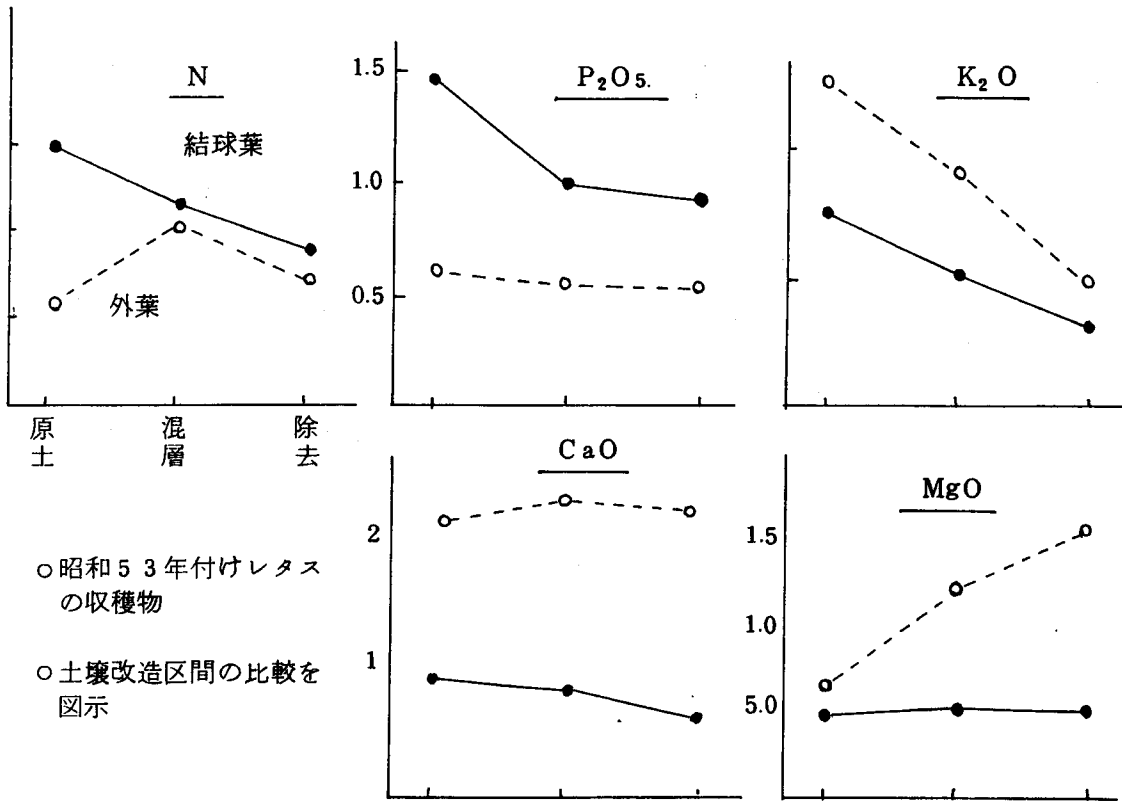 N
結球葉
外葉
原土
混層
除去
P₂O₅.
1.5
1.0
0.5
K₂O
CaO
2
1
MgO
1.5
1.0
5.0
○昭和53年付けレタス
の収穫物
○土壌改造区間の比較を
図示